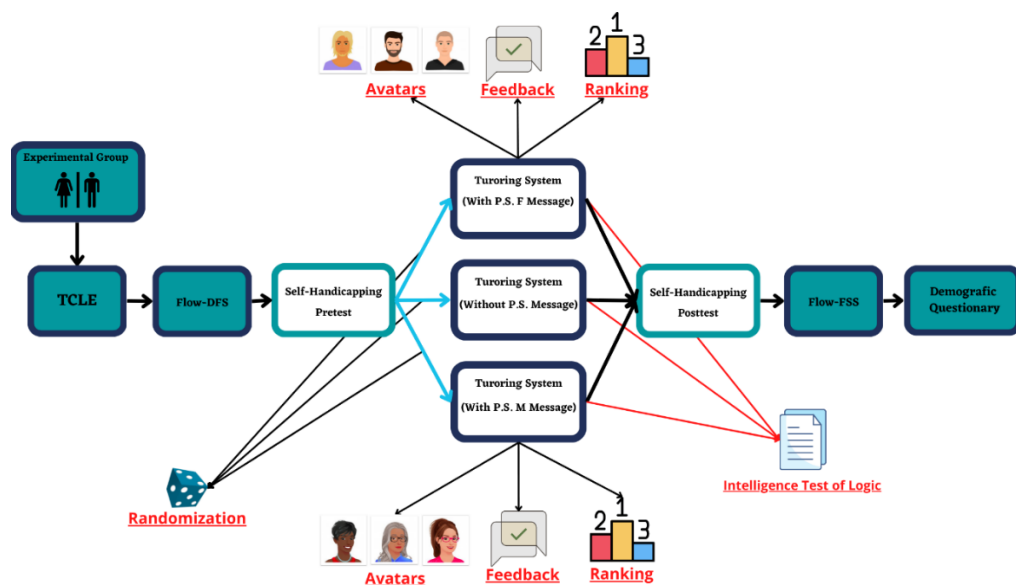 2 1 3
Avatars
Feedback
Ranking
Experimental Group
Turoring System
(With P.S. F Message)
TCLE
Flow-DFS
Self-Handicapping
Pretest
Turoring System
(Without P.S. Message)
Self-Handicapping
Posttest
Flow-FSS
Demografic
Questionary
Turoring System
(With P.S. M Message)
Intelligence Test of Logic
Randomization
2 1 3
Avatars
Feedback
Ranking